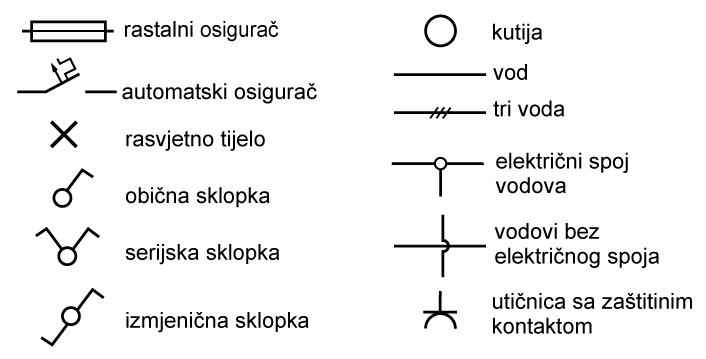 rastalni osigurač
automatski osigurač
rasvjetno tijelo
obična sklopka
serijska sklopka
izmjenična sklopka
kutija
vod
tri voda
električni spoj
vodova
vodovi bez
električnog spoja
utičnica sa zaštitinim
kontaktom